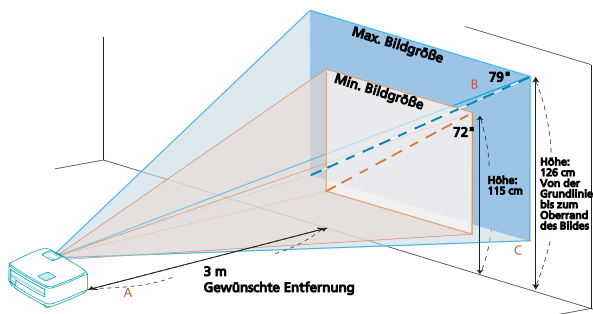 Max. Bildgröße
79"
B
Min. Bildgröße
72"
Höhe:
115 cm
Höhe:
126 cm
Von der
Grundlinie
bis zum
Oberrand
des Bildes
C
A
3 m
Gewünschte Entfernung